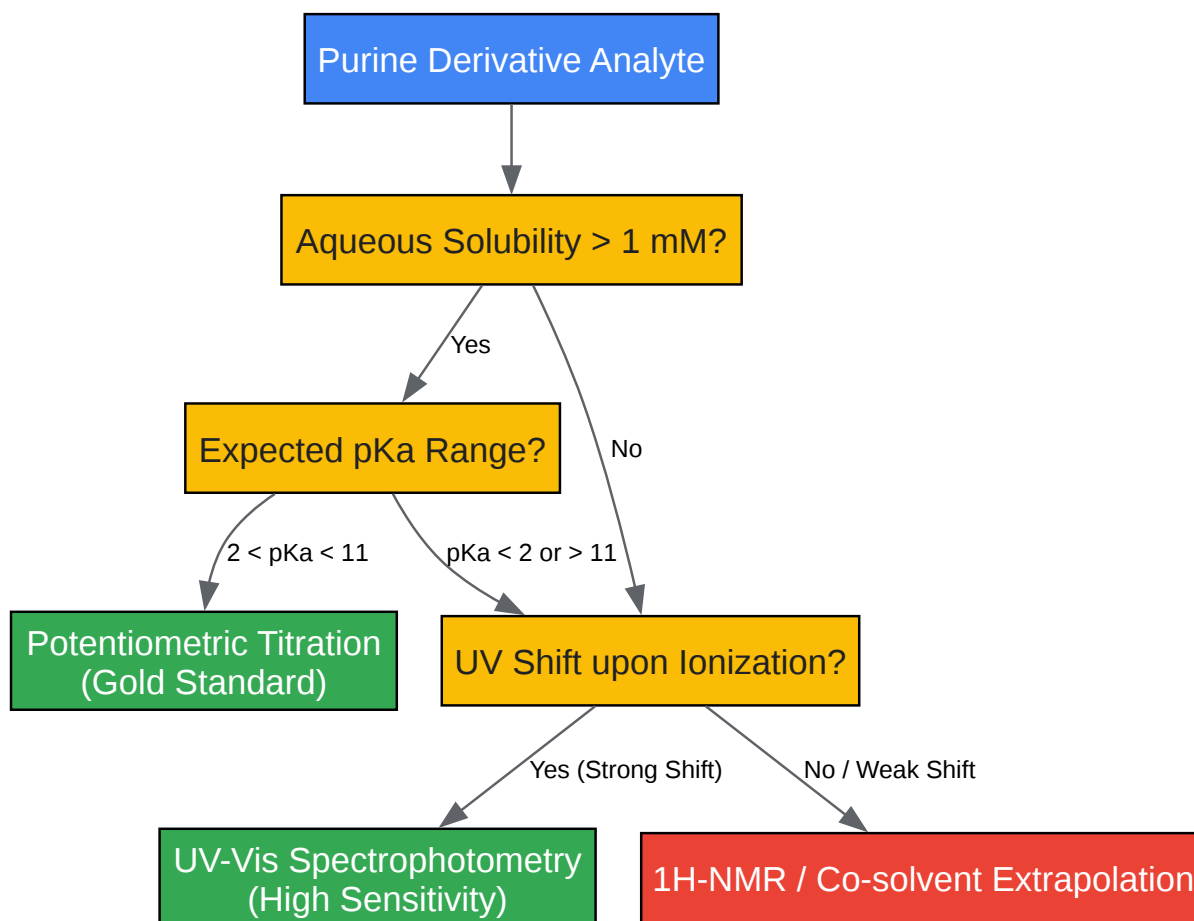 Purine Derivative Analyte
Aqueous Solubility > 1 mM?
Yes
No
Expected pKa Range?
2 < pKa < 11
pKa < 2 or > 11
Potentiometric Titration
(Gold Standard)
UV Shift upon Ionization?
Yes (Strong Shift)
No / Weak Shift
UV-Vis Spectrophotometry
(High Sensitivity)
1H-NMR / Co-solvent Extrapolation